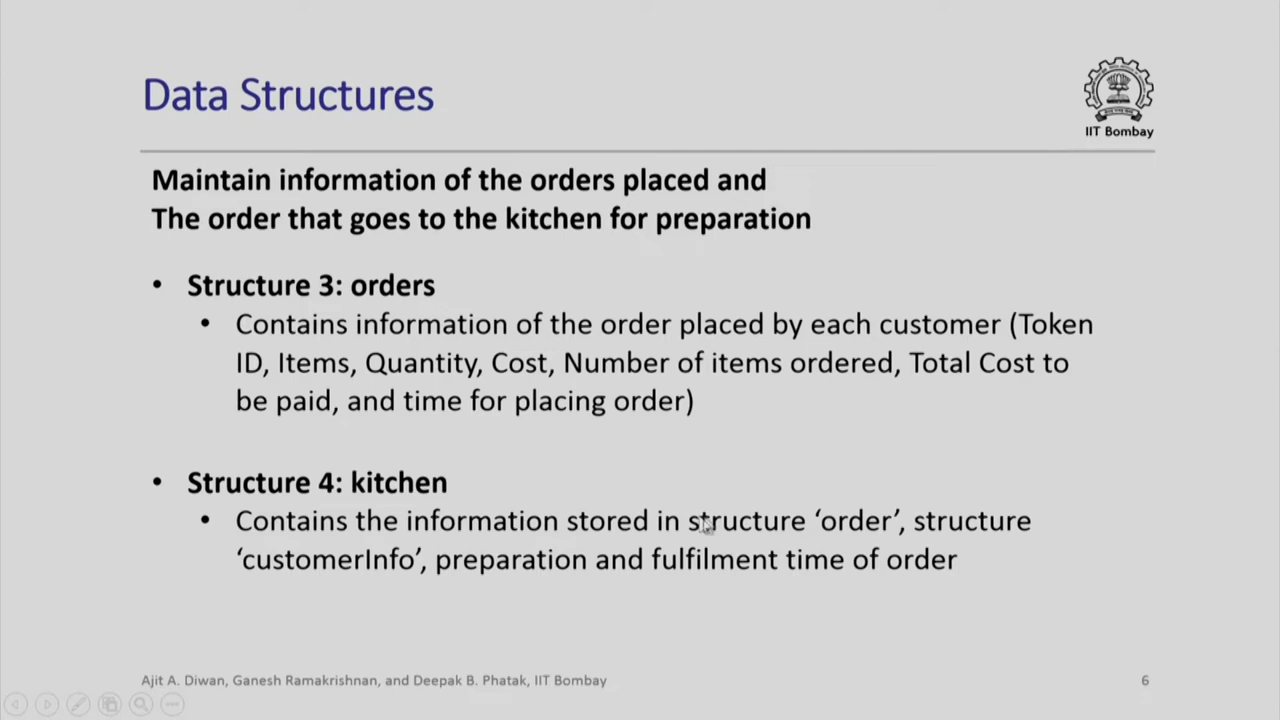 Data Structures
IIT Bombay
Maintain information of the orders placed and
The order that goes to the kitchen for preparation
• Structure 3: orders
• Contains information of the order placed by each customer (Token
ID, Items, Quantity, Cost, Number of items ordered, Total Cost to
be paid, and time for placing order)
• Structure 4: kitchen
• Contains the information stored in structure ‘order’, structure
‘customerInfo’, preparation and fulfilment time of order
Ajit A. Diwan, Ganesh Ramakrishnan, and Deepak B. Phatak, IIT Bombay
6